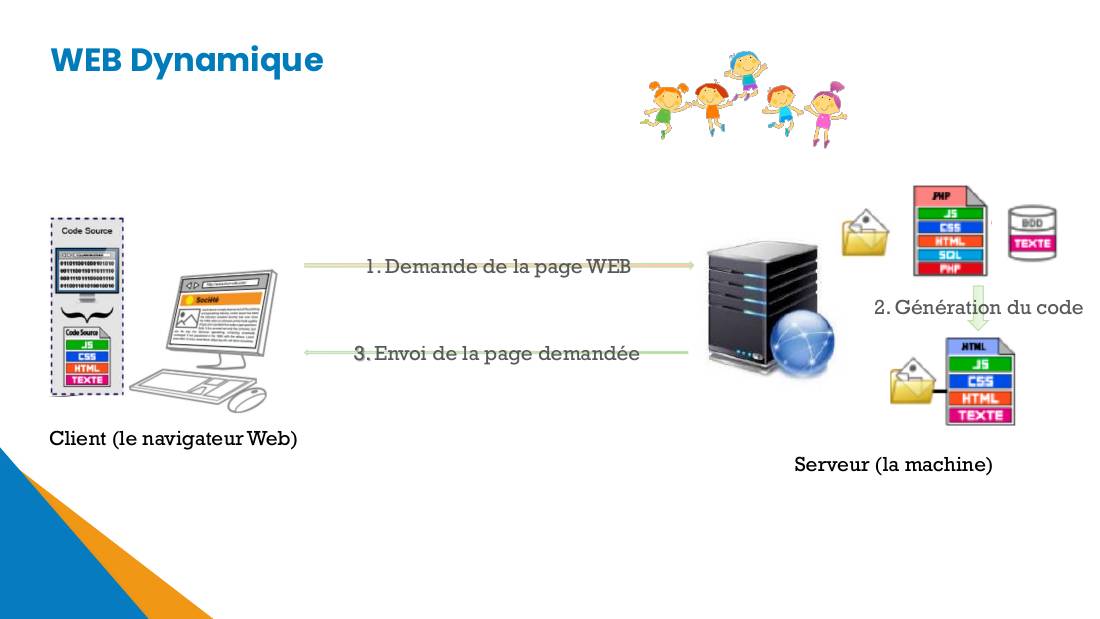 WEB Dynamique
Code Source
Code Source
JS
CSS
HTML
TEXTE
Société
1. Demande de la page WEB
3. Envoi de la page demandée
PHP
JS
CSS
HTML
SQL
PHP
BDD
TEXTE
2. Génération du code
HTML
JS
CSS
HTML
TEXTE
Client (le navigateur Web)
Serveur (la machine)